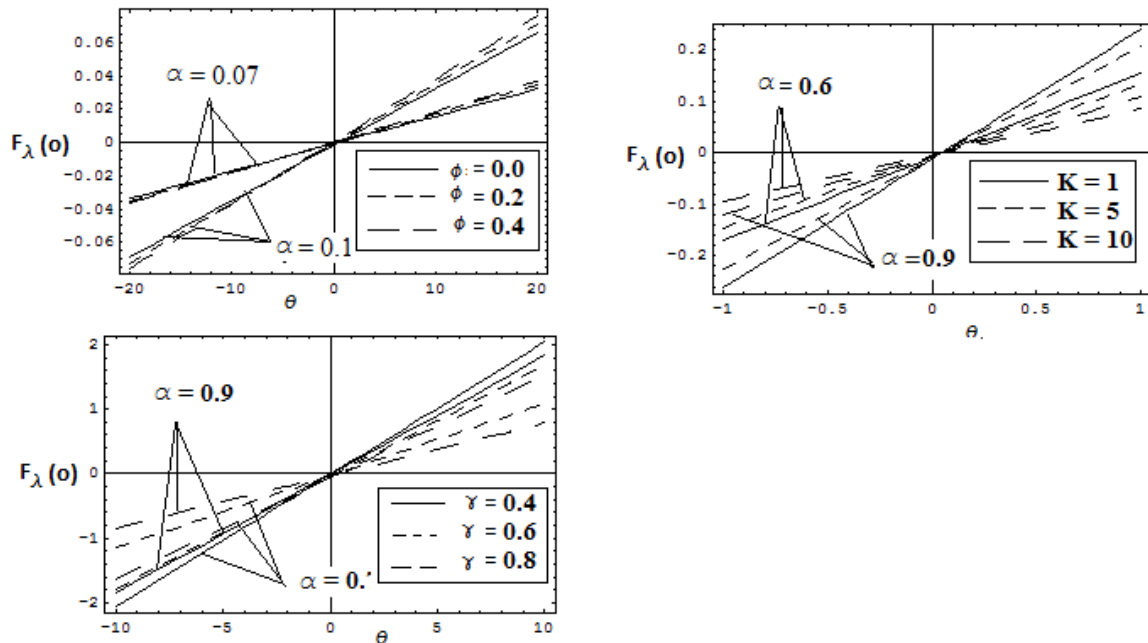 0.06
0.04
0.02
0
-0.02
-0.04
-0.06
F λ (o)
α = 0.07
α = 0.1
ϕ : 0.0
ϕ = 0.2
ϕ = 0.4
-20 -10 0 10 20
θ
0.2
0.1
0
-0.1
-0.2
F λ (o)
α = 0.6
α = 0.9
K = 1
K = 5
K = 10
-1 -0.5 0 0.5 1
θ
2
1
0
-1
-2
F λ (o)
α = 0.9
α = 0.
γ = 0.4
γ = 0.6
γ = 0.8
-10 -5 0 5 10
θ